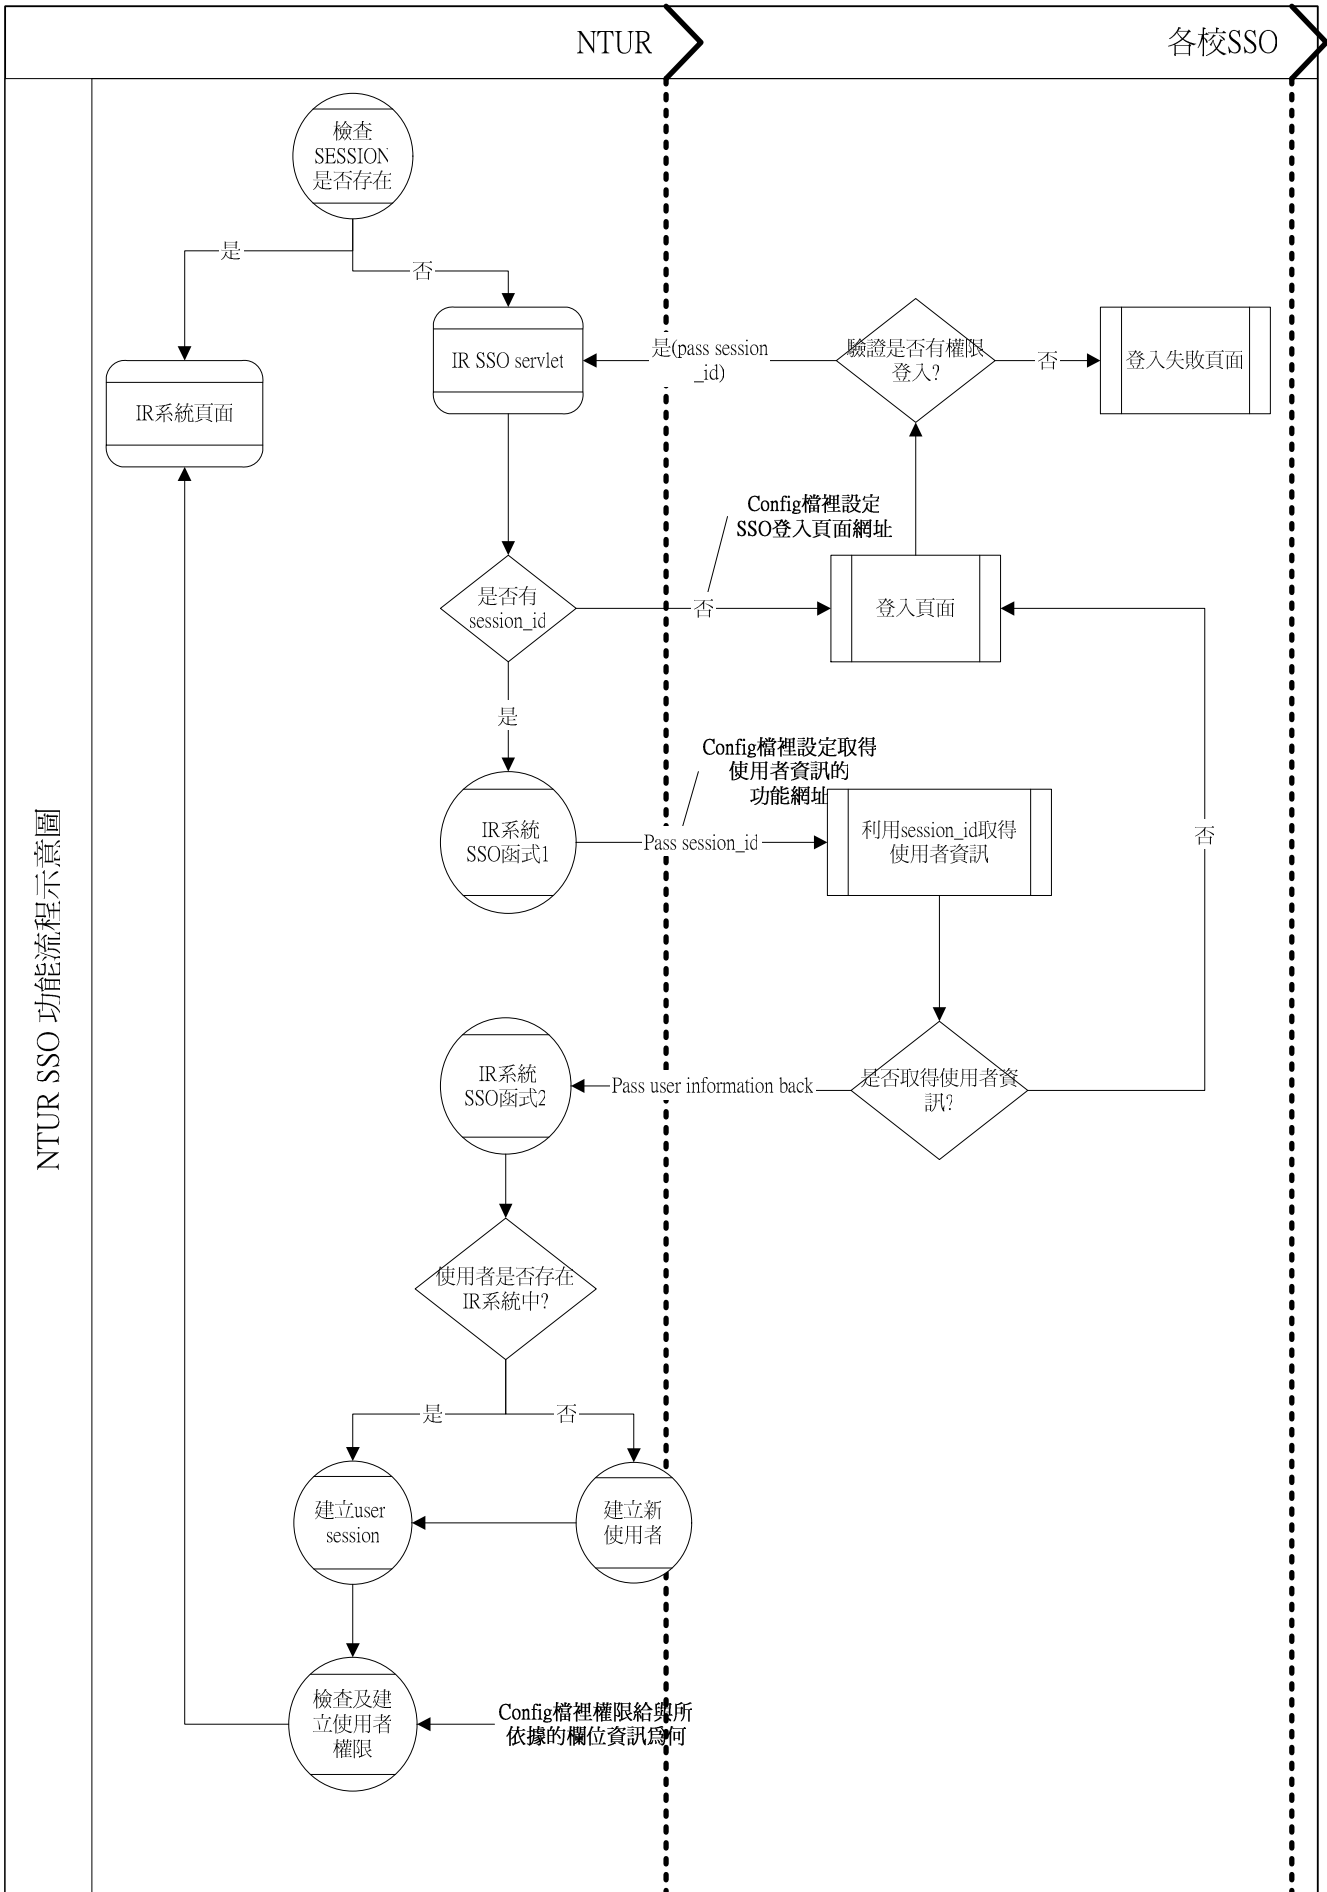 NTUR
各校SSO
NTUR SSO 功能流程示意圖
檢查
SESSION
是否存在
是
否
IR系統頁面
IR SSO servlet
是(pass session
_id)
驗證是否有權限
登入?
否
登入失敗頁面
Config檔裡設定
SSO登入頁面網址
是否有
session_id
否
登入頁面
是
Config檔裡設定取得
使用者資訊的
功能網址
IR系統
SSO函式1
Pass session_id
利用session_id取得
使用者資訊
否
IR系統
SSO函式2
Pass user information back
是否取得使用者資
訊?
使用者是否存在
IR系統中?
是
否
建立user
session
建立新
使用者
檢查及建
立使用者
權限
Config檔裡權限給與所
依據的欄位資訊為何